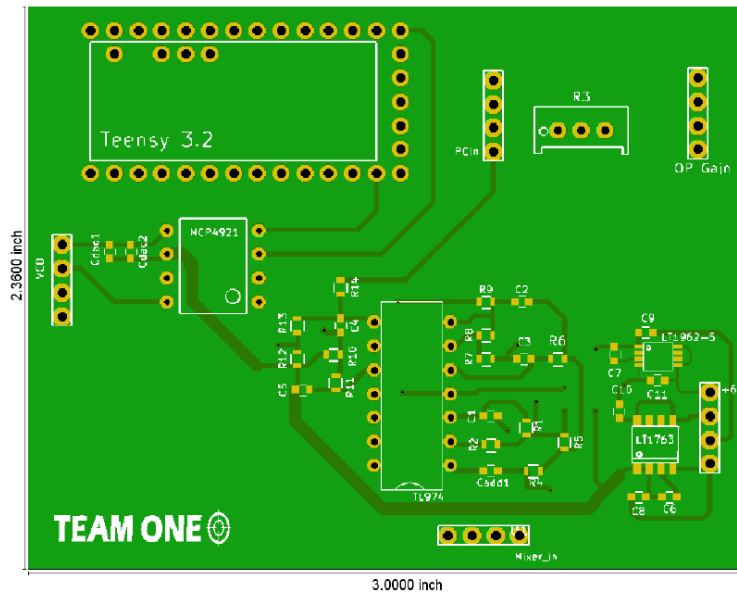 Teensy 3.2
PCIn
R3
OP Gain
2.3600 inch
VCO
Cdac1
Cdac2
MCP4921
R14
R13
C4
R12
R10
C5
R11
R9
C2
R8
R7
C3
R6
C9
LT1962-5
C7
C10
C11
+6
C1
R1
R2
R5
LT1763
Cadd1
R4
TL974
C8
C6
TEAM ONE
Mixer_in
3.0000 inch